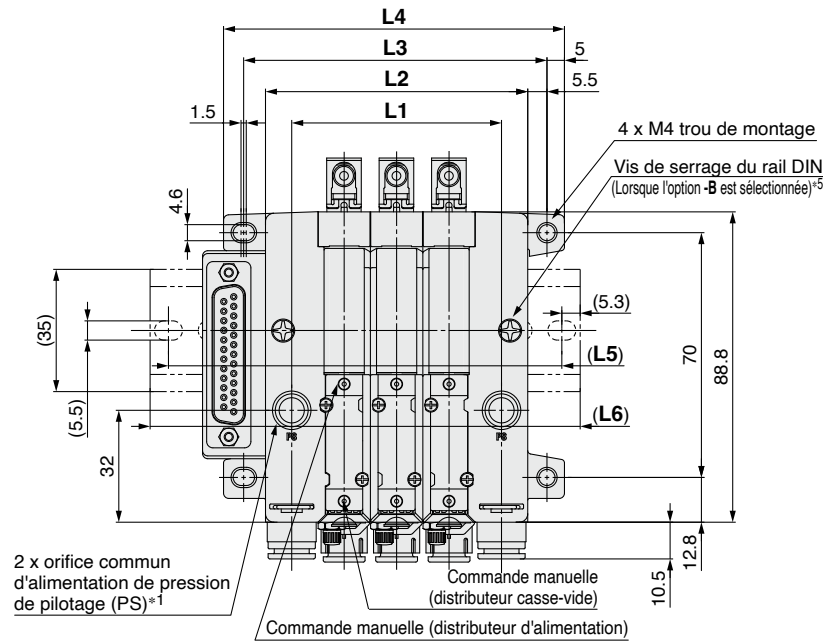 L4
L3
5
L2
5.5
1.5
L1
4 x M4 trou de montage
Vis de serrage du rail DIN
(Lorsque l'option -B est sélectionnée)*5
4.6
(5.3)
(35)
(L5)
70
88.8
(5.5)
(L6)
PS
PS
32
12.8
10.5
2 x orifice commun
d'alimentation de pression
de pilotage (PS)*1
Commande manuelle
(distributeur casse-vide)
Commande manuelle (distributeur d'alimentation)